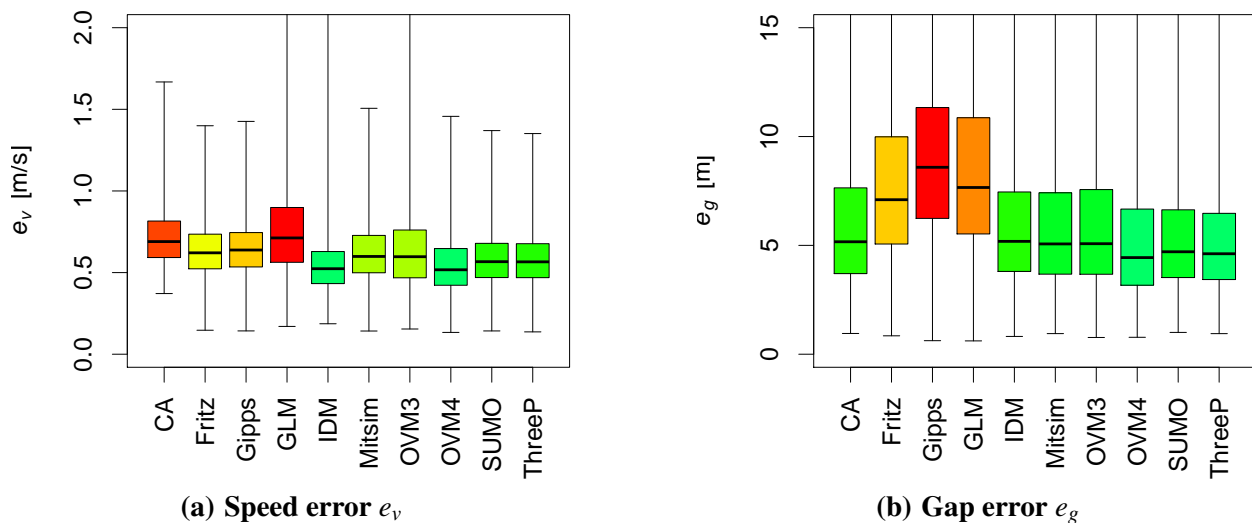 2.0
1.5
1.0
0.5
0.0
e_v [m/s]
CA
Fritz
Gipps
GLM
IDM
Mitsim
OVM3
OVM4
SUMO
ThreeP
(a) Speed error e_v
15
10
5
0
e_g [m]
CA
Fritz
Gipps
GLM
IDM
Mitsim
OVM3
OVM4
SUMO
ThreeP
(b) Gap error e_g